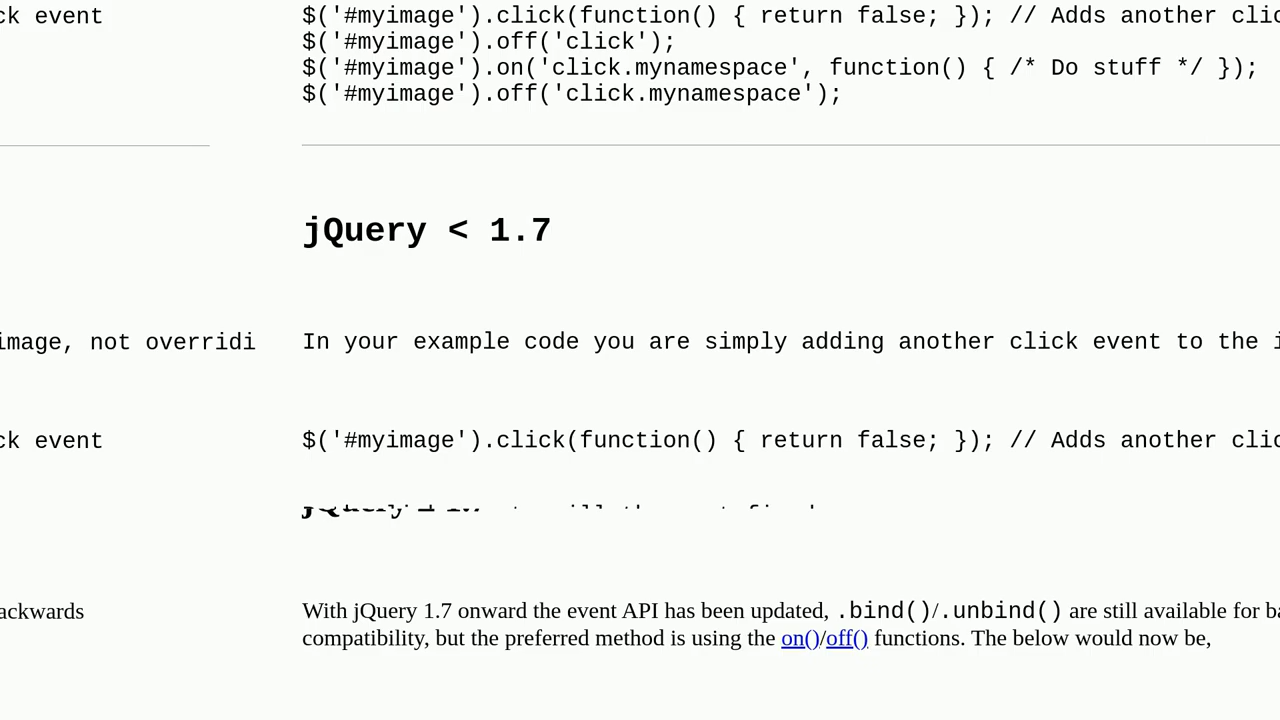 ck event
$('#myimage').click(function() { return false; }); // Adds another clic
$('#myimage').off('click');
$('#myimage').on('click.mynamespace', function() { /* Do stuff */ });
$('#myimage').off('click.mynamespace');
jQuery < 1.7
image, not overridi
In your example code you are simply adding another click event to the i
ck event
$('#myimage').click(function() { return false; }); // Adds another clic
ackwards
With jQuery 1.7 onward the event API has been updated, .bind()/.unbind() are still available for ba
compatibility, but the preferred method is using the on()/off() functions. The below would now be,